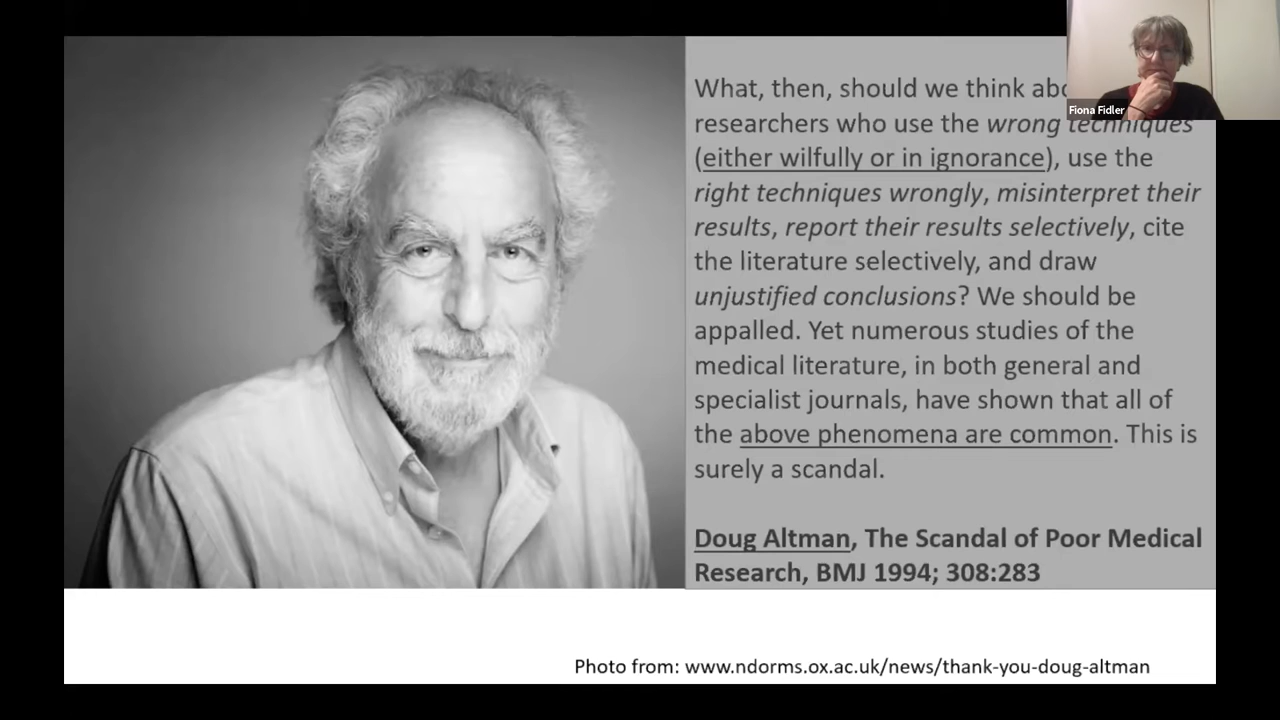 What, then, should we think
researchers who use the wrong techniques
(either wilfully or in ignorance), use the
right techniques wrongly, misinterpret their
results, report their results selectively, cite
the literature selectively, and draw
unjustified conclusions? We should be
appalled. Yet numerous studies of the
medical literature, in both general and
specialist journals, have shown that all of
the above phenomena are common. This is
surely a scandal.
Doug Altman, The Scandal of Poor Medical
Research, BMJ 1994; 308:283
Photo from: www.ndorms.ox.ac.uk/news/thank-you-doug-altman
Fiona Fidler